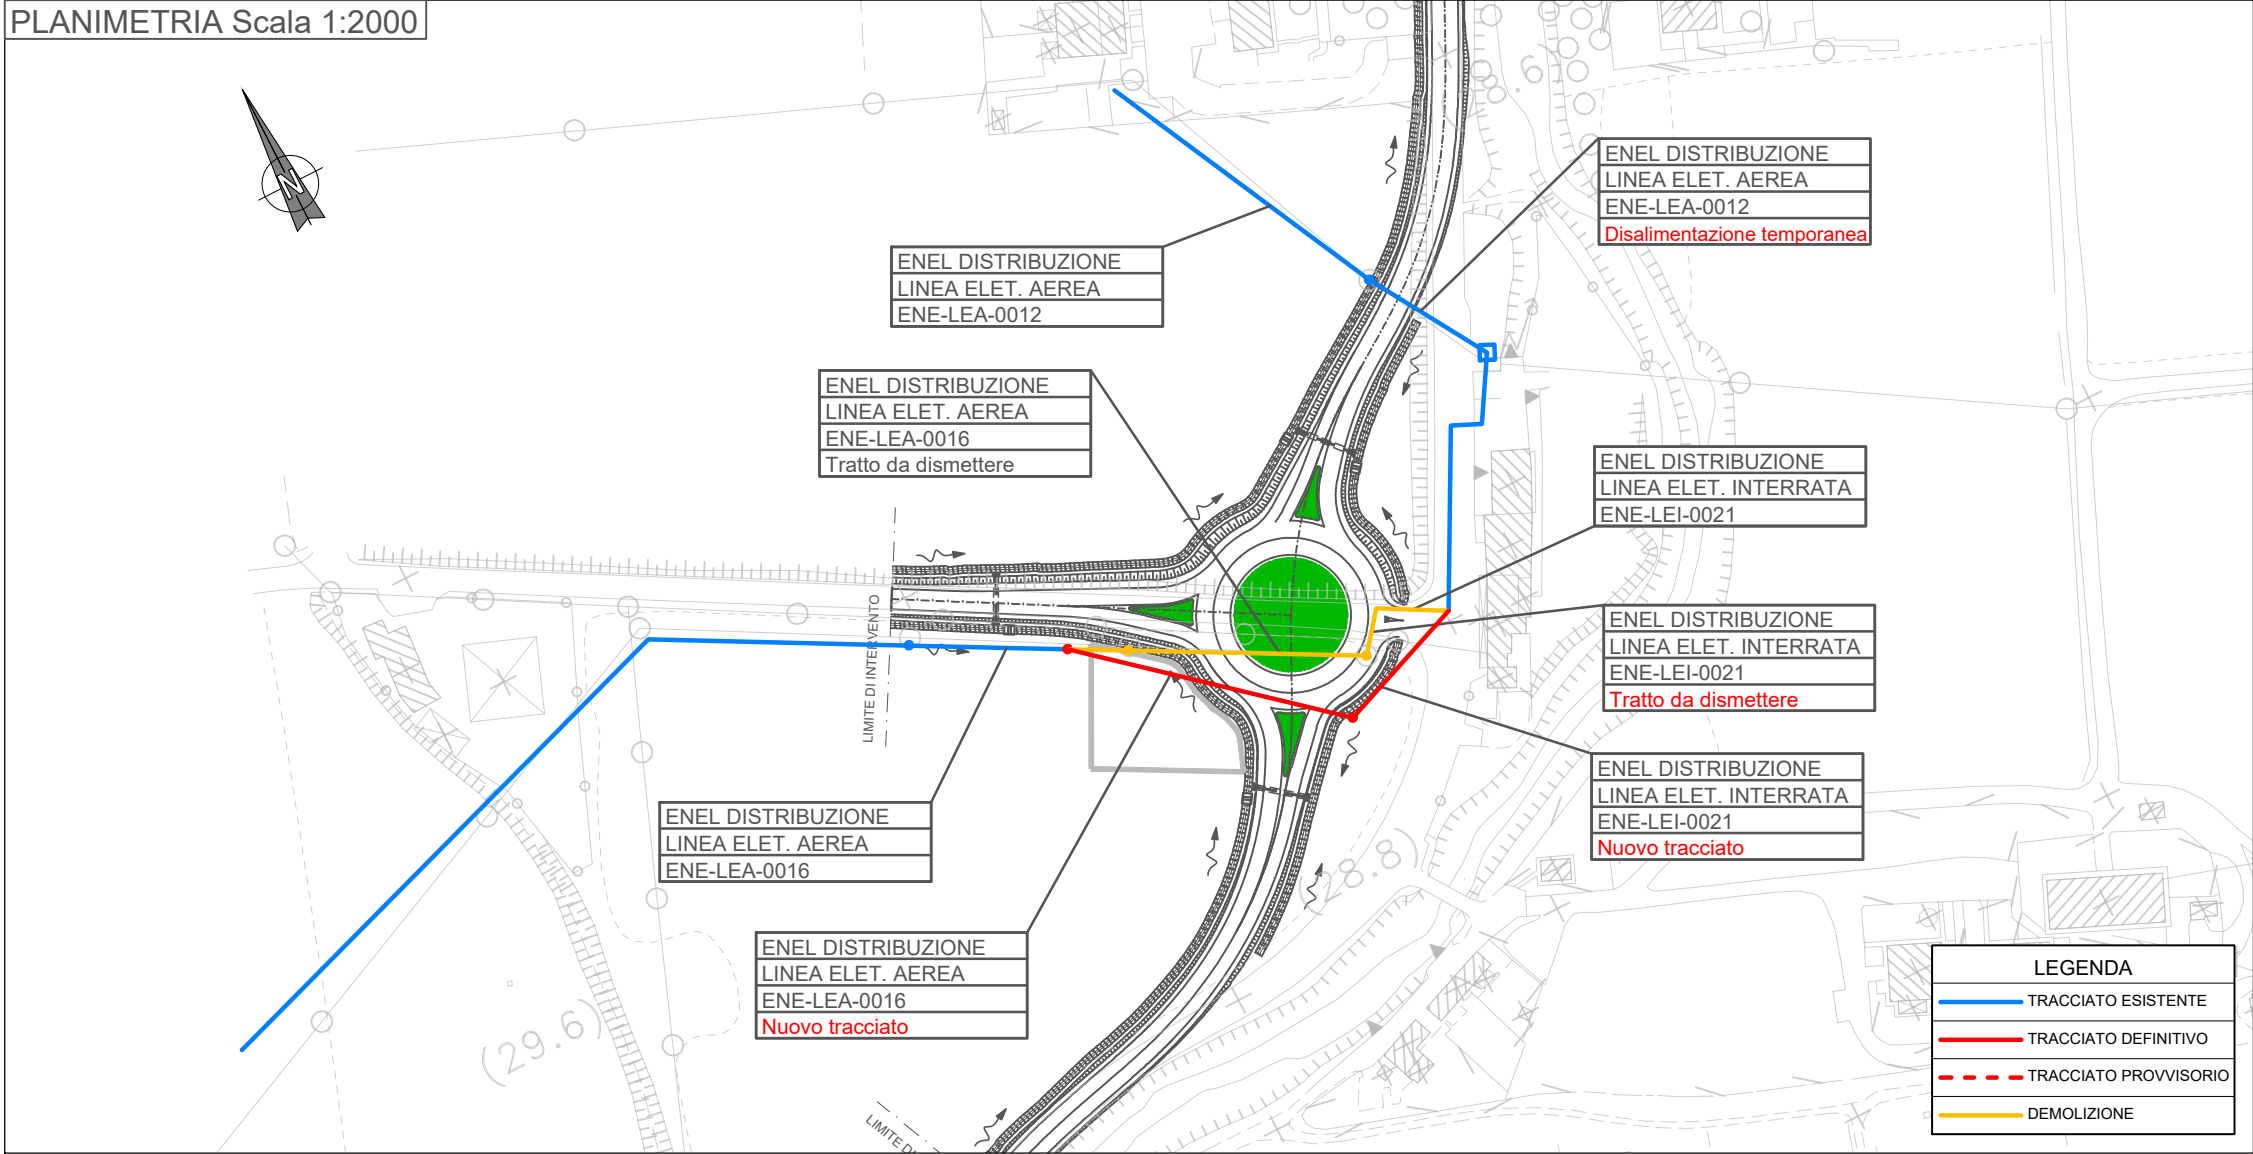 PLANIMETRIA Scala 1:2000
N
8.6)
ENEL DISTRIBUZIONE
LINEA ELET. AEREA
ENE-LEA-0012
Disalimentazione temporanea
ENEL DISTRIBUZIONE
LINEA ELET. AEREA
ENE-LEA-0012
ENEL DISTRIBUZIONE
LINEA ELET. AEREA
ENE-LEA-0016
Tratto da dismettere
ENEL DISTRIBUZIONE
LINEA ELET. INTERRATA
ENE-LEI-0021
LIMITE DI INTERVENTO
ENEL DISTRIBUZIONE
LINEA ELET. INTERRATA
ENE-LEI-0021
Tratto da dismettere
ENEL DISTRIBUZIONE
LINEA ELET. INTERRATA
ENE-LEI-0021
Nuovo tracciato
ENEL DISTRIBUZIONE
LINEA ELET. AEREA
ENE-LEA-0016
(28.8)
ENEL DISTRIBUZIONE
LINEA ELET. AEREA
ENE-LEA-0016
Nuovo tracciato
(29.6)
LIMITE DI
LEGENDA
TRACCIATO ESISTENTE
TRACCIATO DEFINITIVO
TRACCIATO PROVVISORIO
DEMOLIZIONE